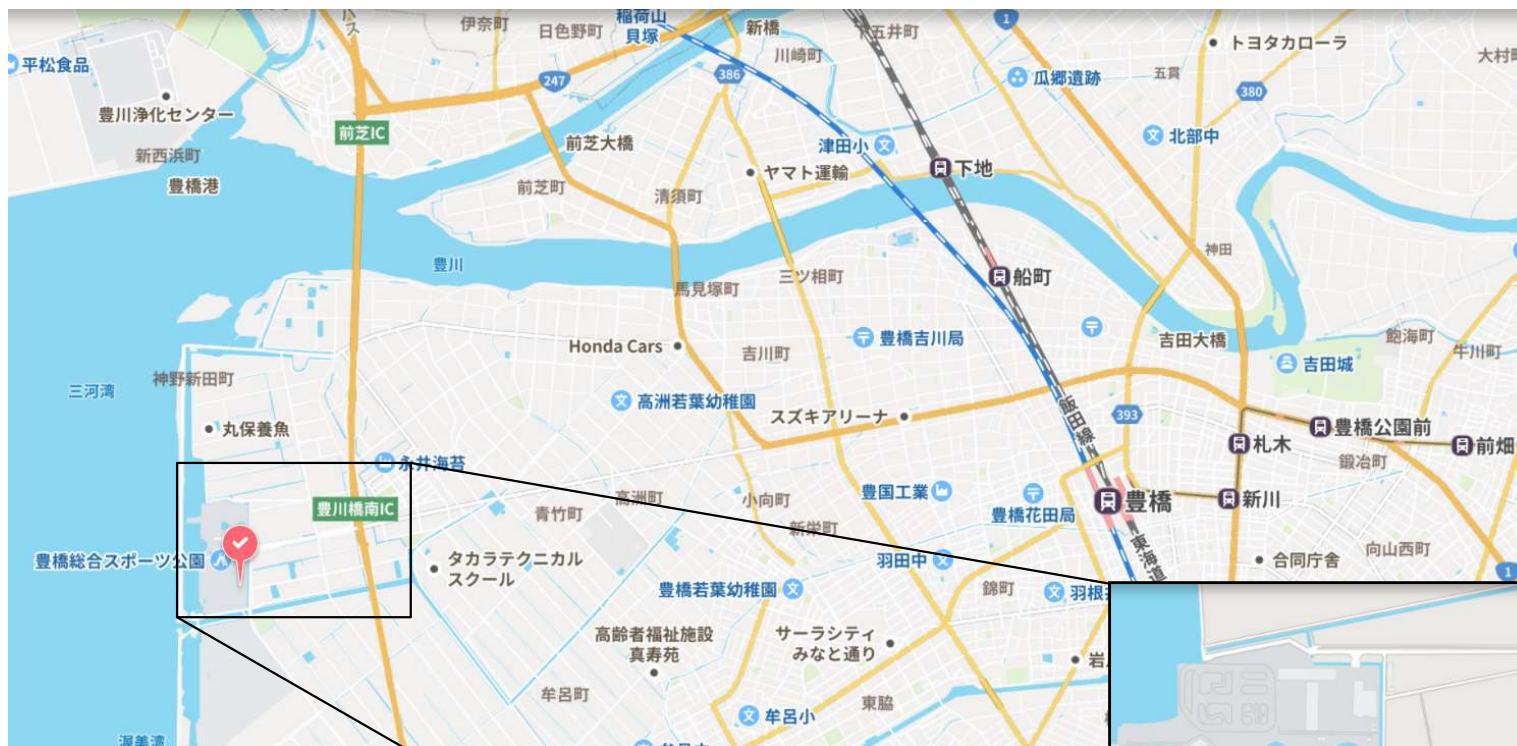 伊奈町
日色野町
稲荷山
貝塚
新橋
川崎町
下五井町
1
トヨタカローラ
大村町
平松食品
247
386
瓜郷遺跡
五貫
380
豊川浄化センター
前芝IC
前芝大橋
津田小
北部中
新西浜町
豊橋港
前芝町
清須町
ヤマト運輸
下地
豊川
三ツ相町
船町
神田
馬見塚町
Honda Cars
吉川町
豊橋吉川局
吉田大橋
飽海町
牛川町
吉田城
三河湾
神野新田町
高洲若葉幼稚園
スズキアリーナ
飯田線
393
丸保養魚
札木
豊橋公園前
前畑
永井海苔
鍛冶町
豊川橋南IC
青竹町
高洲町
小向町
新栄町
豊国工業
豊橋花田局
豊橋
新川
豊橋総合スポーツ公園
タカラテクニカル
スクール
羽田中
東海道
合同庁舎
向山西町
1
豊橋若葉幼稚園
錦町
高齢者福祉施設
真寿苑
サーラシティ
みなと通り
牟呂町
牟呂小
東脇
渥美湾